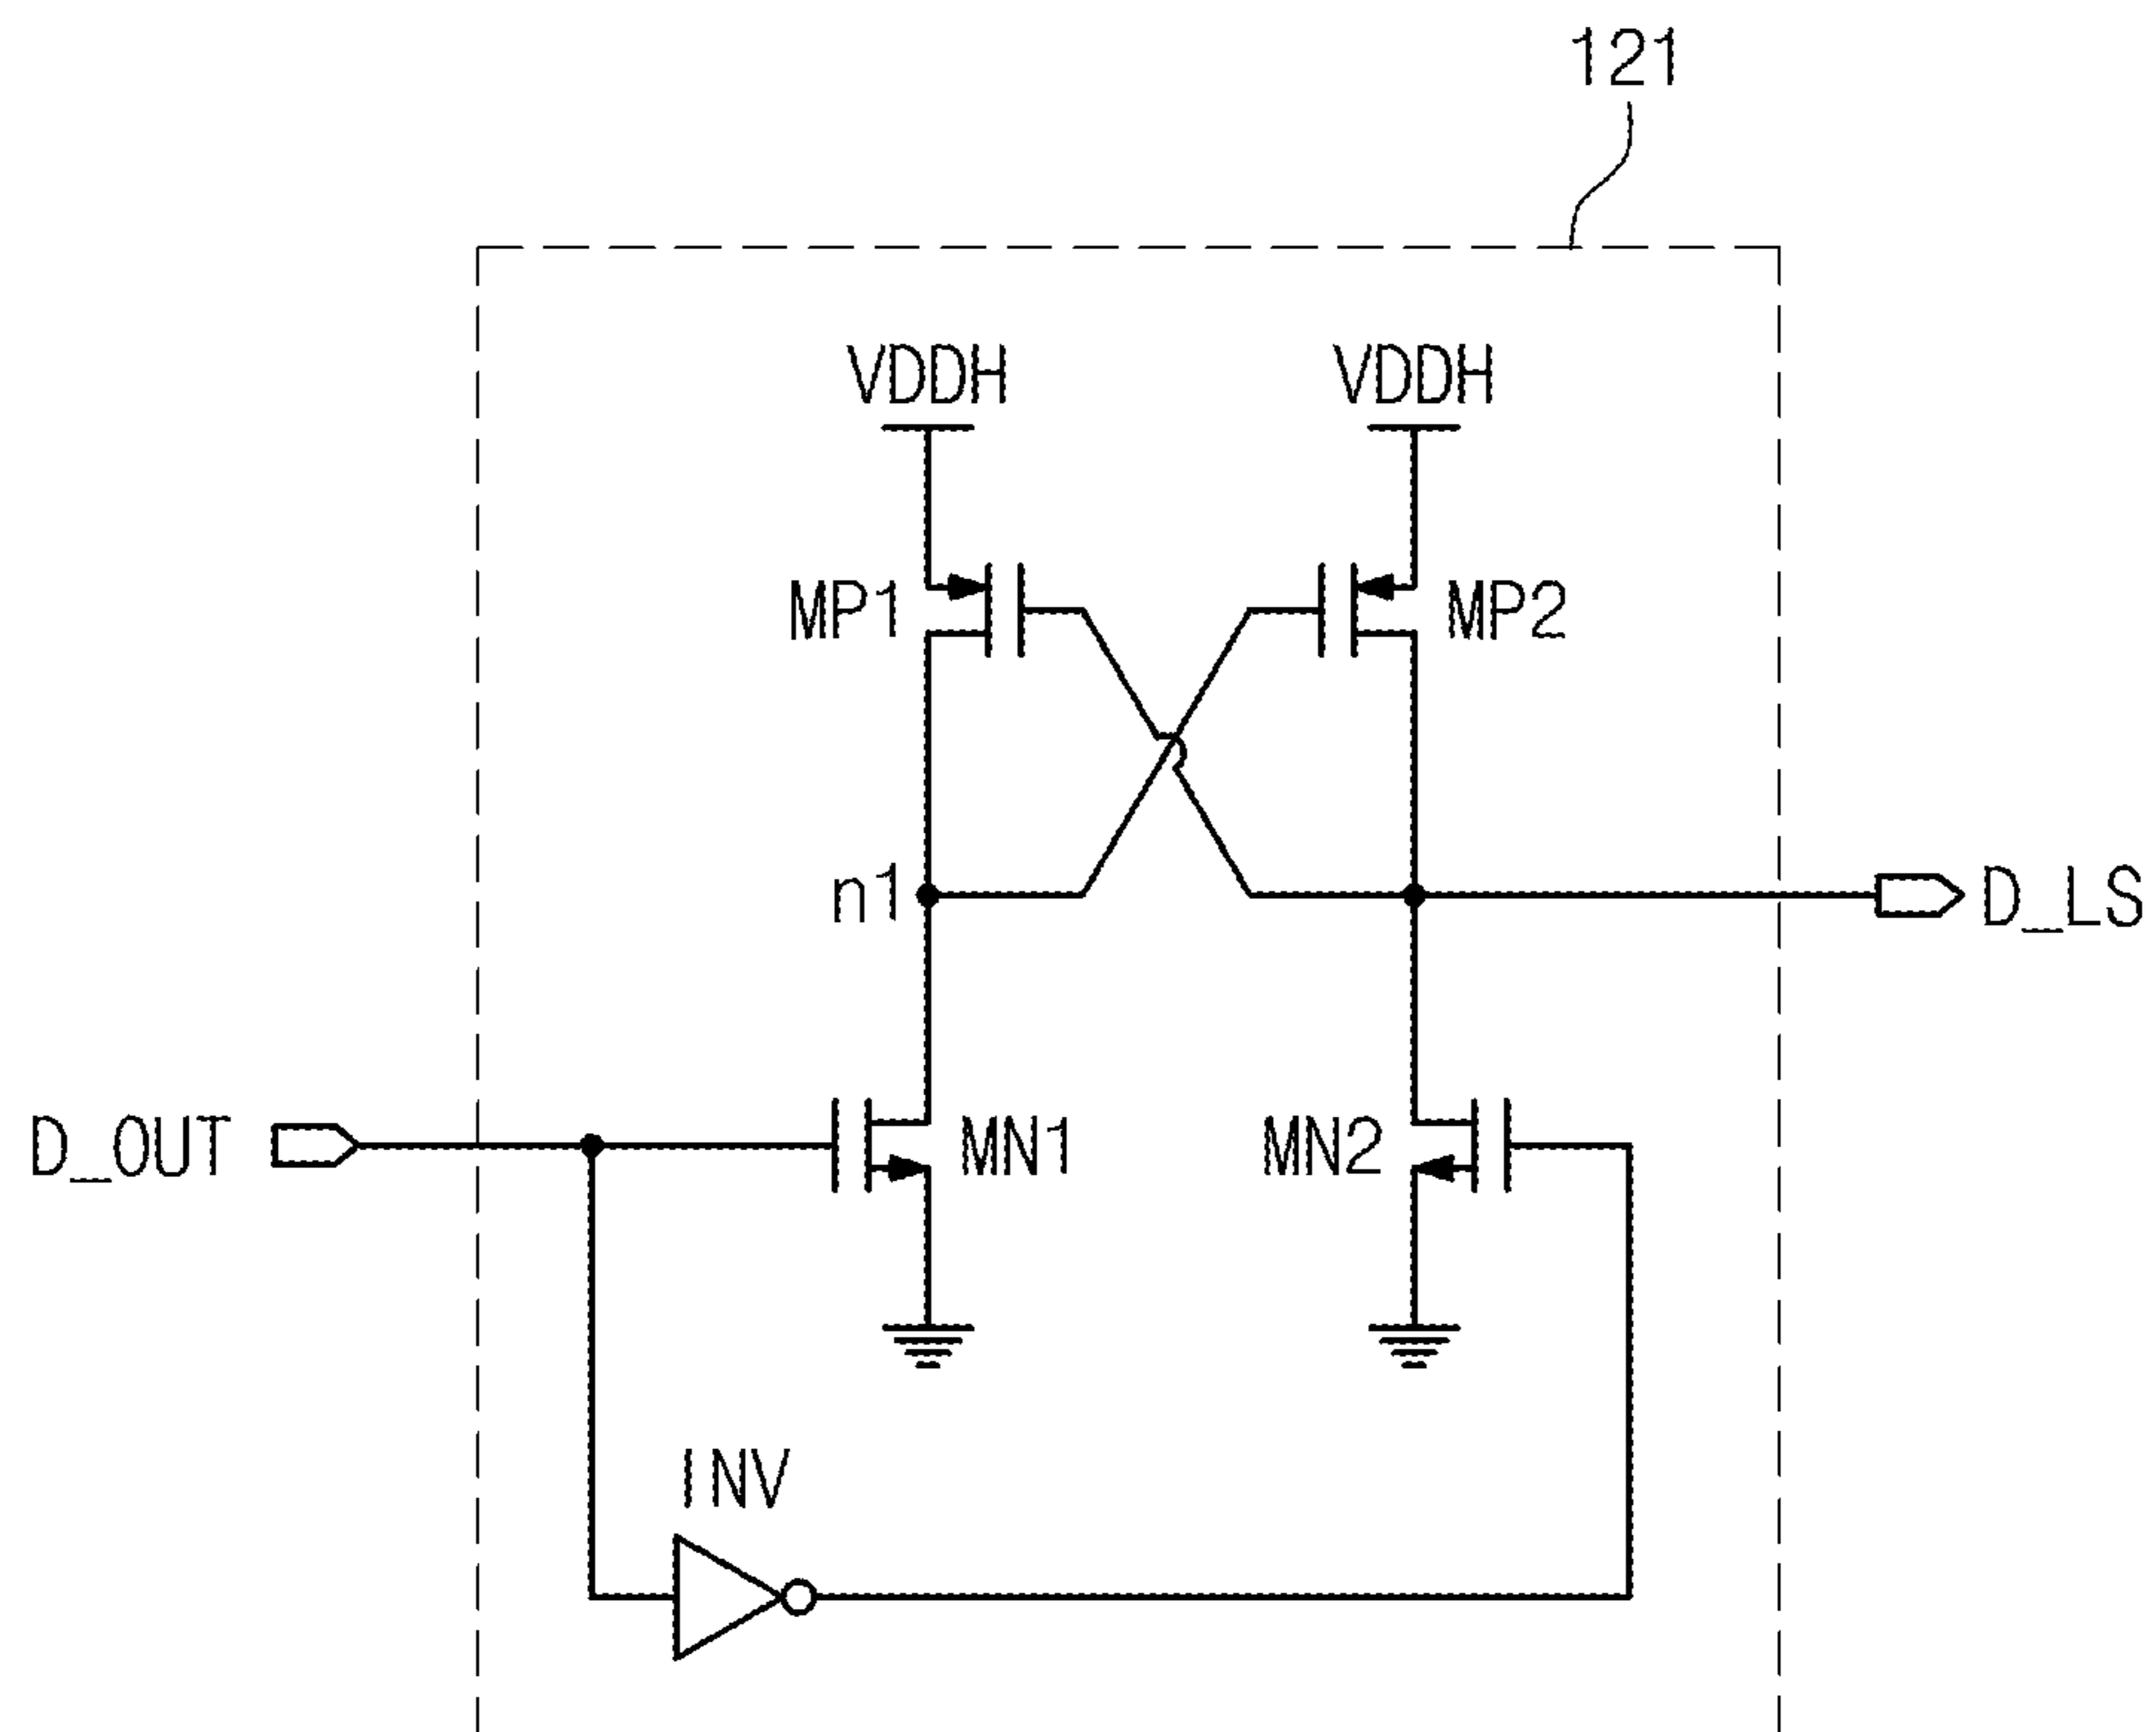 121
VDDH
VDDH
MP1
MP2
n1
D_LS
D_OUT
MN1
MN2
INV